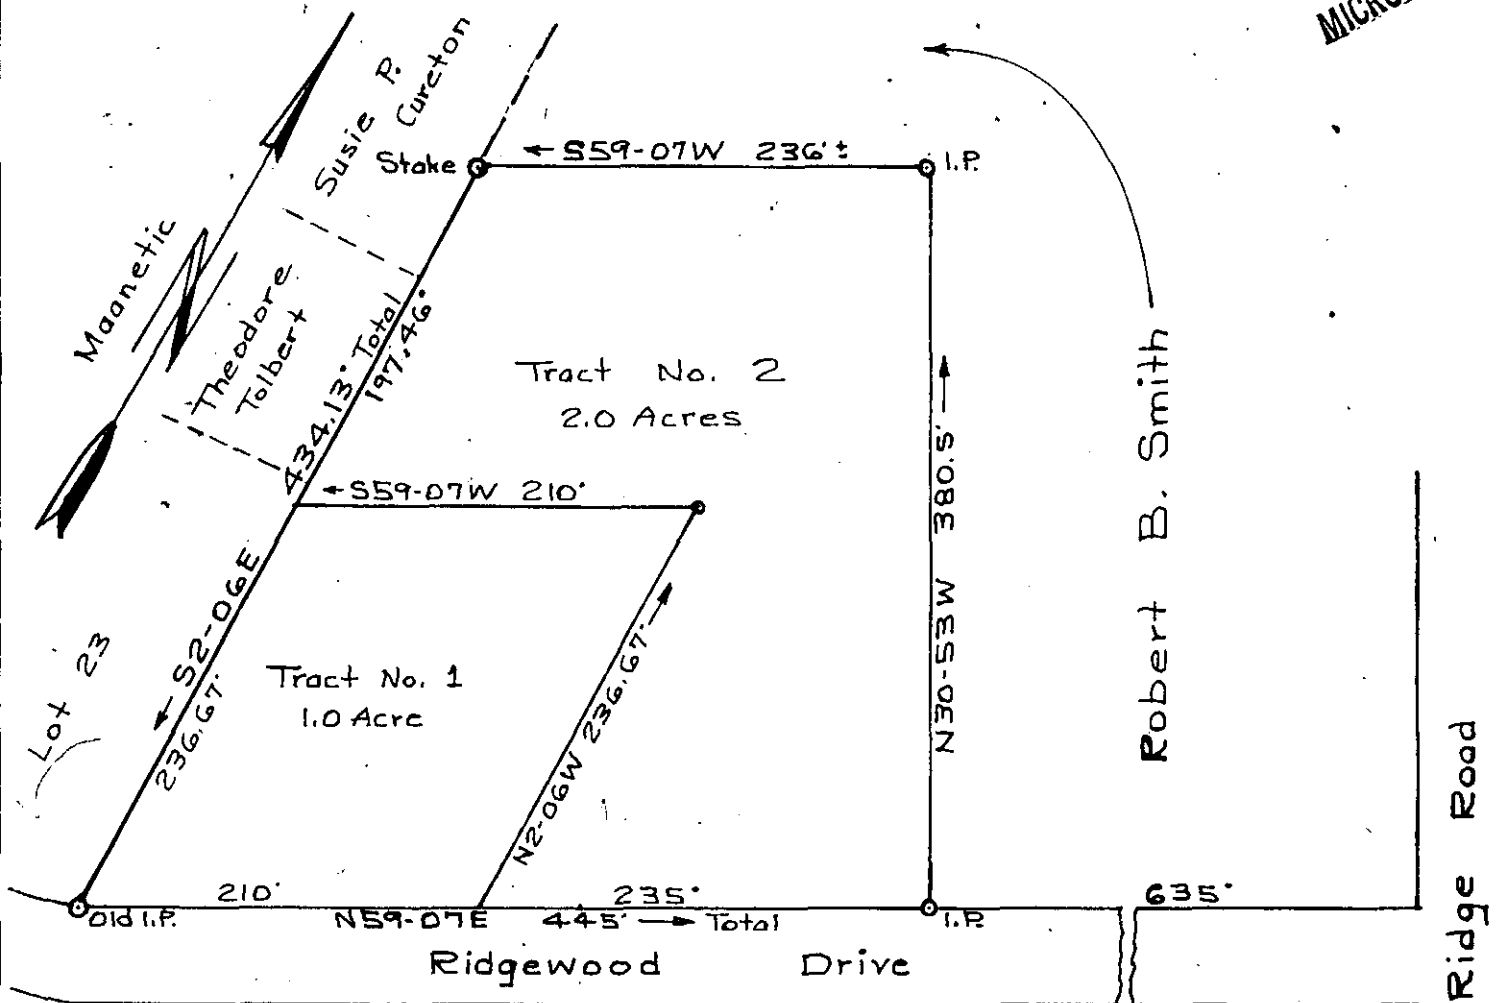 Susie P.
Cureton
Stake
← S59-07W 236' ±
I.P.
Maanetic
Theodore
Tolbert
434.13' Total
197.46'
Tract No. 2
2.0 Acres
← S59-07W 210'
N30-53W 380.5' →
Robert B. Smith
← S2-06E
236.67'
Tract No. 1
1.0 Acre
N2-06W 236.67' →
Lot 23
210'
235'
635'
Old I.P.
N59-07E 445' → Total
I.P.
Ridgewood Drive
Ridge Road